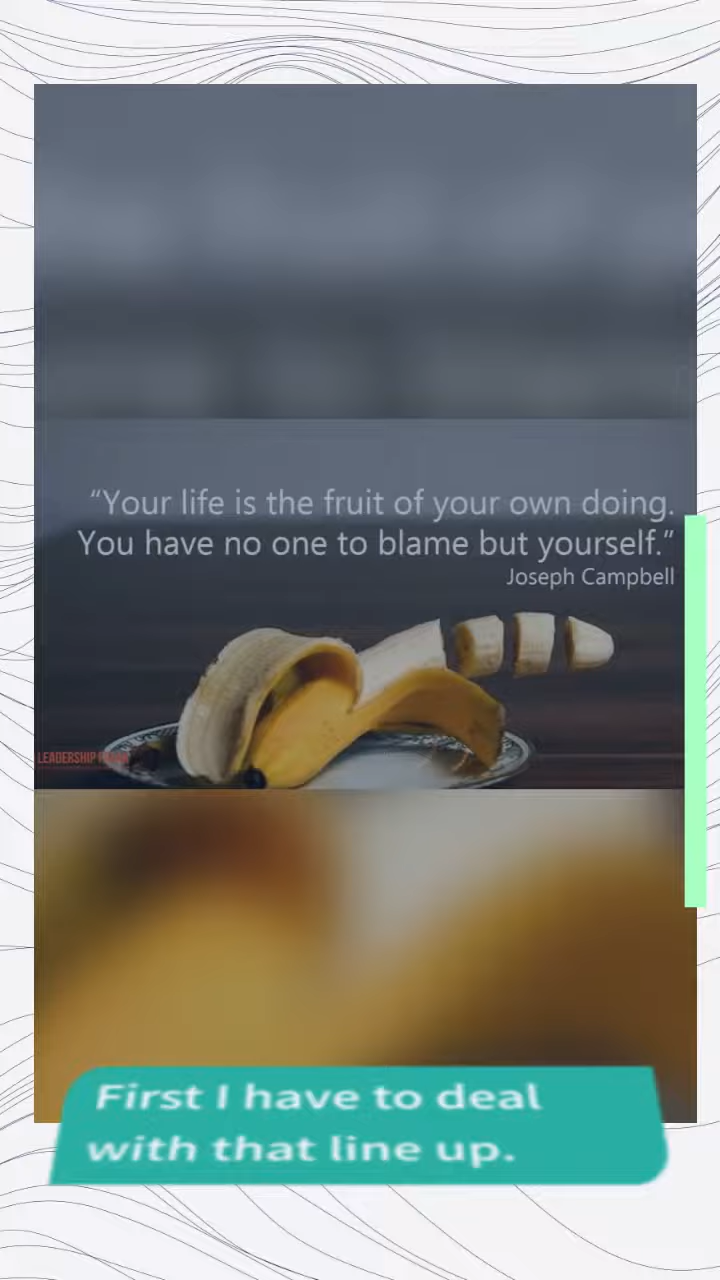 “Your life is the fruit of your own doing.
You have no one to blame but yourself.”
Joseph Campbell
LEADERSHIP
First I have to deal
with that line up.